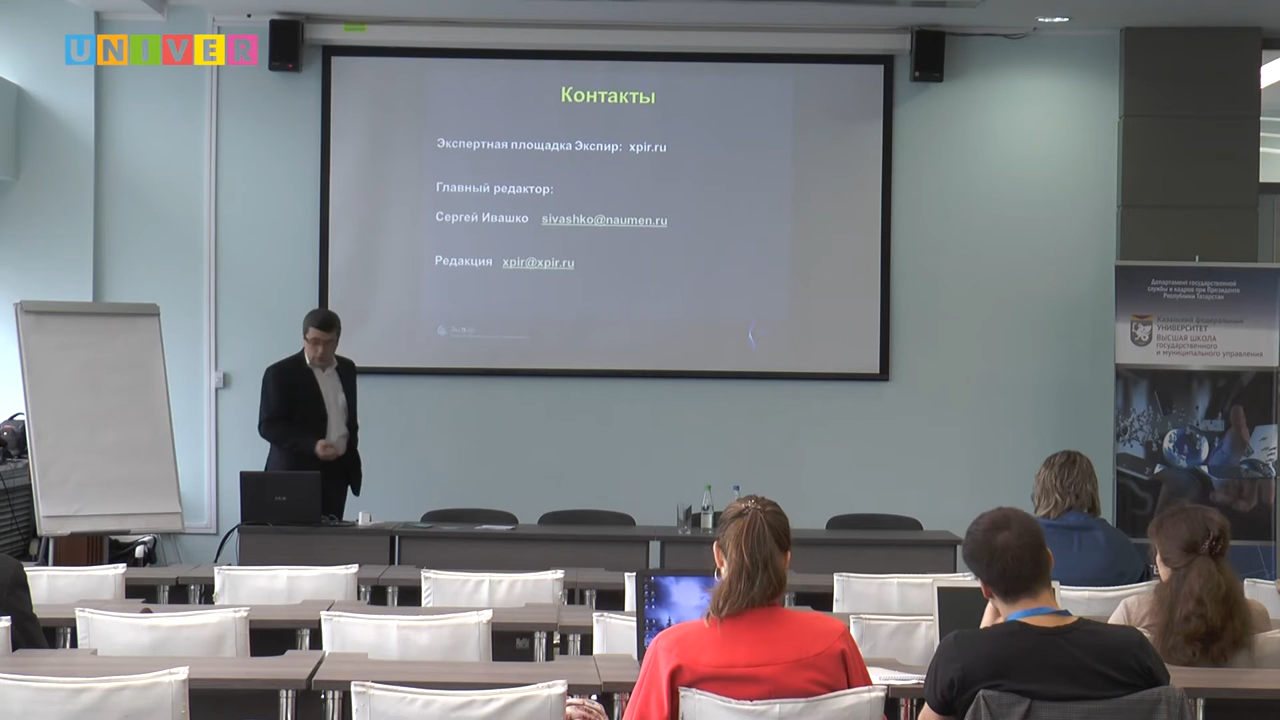 UNIVER
Контакты
Экспертная площадка Экспир: xpir.ru
Главный редактор:
Сергей Ивашко sivashko@naumen.ru
Редакция xpir@xpir.ru
Департамент государственной
службы и кадров при Президенте
Республики Татарстан
Казанский федеральный
УНИВЕРСИТЕТ
ВЫСШАЯ ШКОЛА
государственного
и муниципального управления